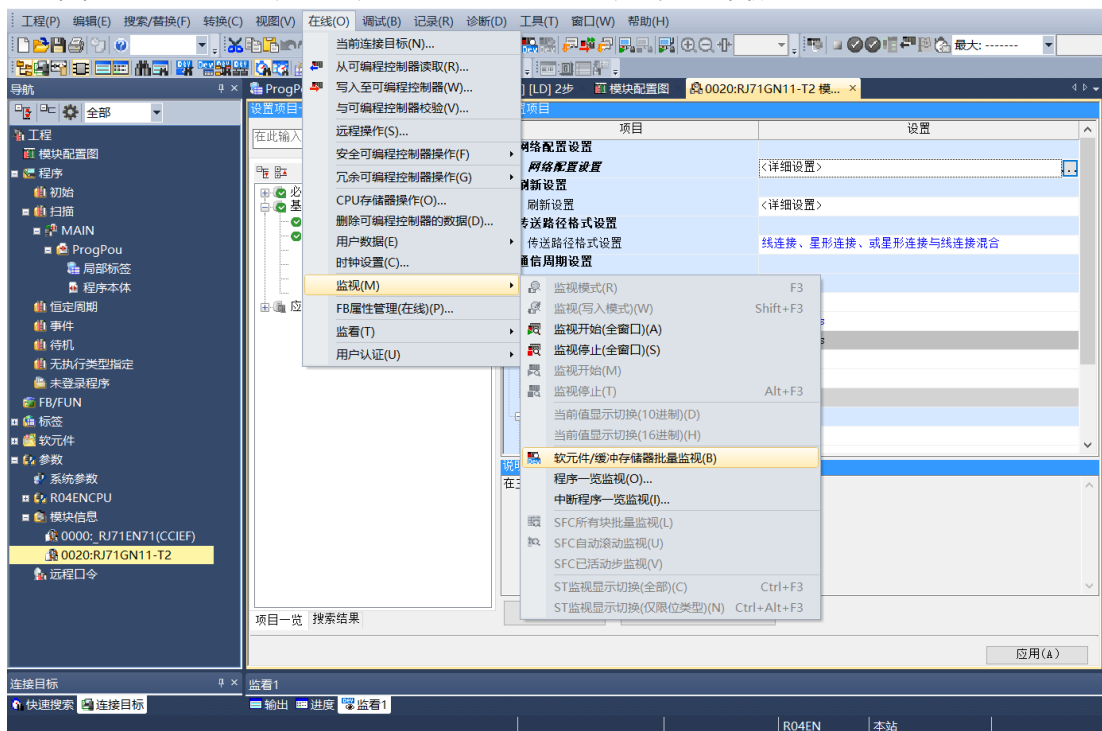 工程(P) 编辑(E) 搜索/替换(F) 转换(C) 视图(V) 在线(O) 调试(B) 记录(R) 诊断(D) 工具(T) 窗口(W) 帮助(H)
最大: -------
导航
全部
工程
模块配置图
程序
初始
扫描
MAIN
ProgPou
局部标签
程序本体
恒定周期
事件
待机
无执行类型指定
未登录程序
FB/FUN
标签
软元件
参数
系统参数
R04ENCPU
模块信息
0000:_RJ71EN71(CCIEF)
0020:RJ71GN11-T2
远程口令
连接目标
快速搜索 连接目标
当前连接目标(N)...
从可编程控制器读取(R)...
写入至可编程控制器(W)...
与可编程控制器校验(V)...
远程操作(S)...
安全可编程控制器操作(F)
冗余可编程控制器操作(G)
CPU存储器操作(O)...
删除可编程控制器的数据(D)...
用户数据(E)
时钟设置(C)...
监视(M)
FB属性管理(在线)(P)...
监看(T)
用户认证(U)
监视模式(R) F3
监视(写入模式)(W) Shift+F3
监视开始(全窗口)(A)
监视停止(全窗口)(S)
监视开始(M)
监视停止(T) Alt+F3
当前值显示切换(10进制)(D)
当前值显示切换(16进制)(H)
软元件/缓冲存储器批量监视(B)
程序一览监视(O)...
中断程序一览监视(I)...
SFC所有块批量监视(L)
SFC自动滚动监视(U)
SFC已活动步监视(V)
ST监视显示切换(全部)(C) Ctrl+F3
ST监视显示切换(仅限位类型)(N) Ctrl+Alt+F3
ProgP
[LD] 2步 模块配置图 0020:RJ71GN11-T2 模...
设置项目
项目
在此输入
必
基
应
项目 设置
网络配置设置
网络配置设置 <详细设置>
刷新设置
刷新设置 <详细设置>
传送路径格式设置
传送路径格式设置 线连接、星形连接、或星形连接与线连接混合
通信周期设置
说明
在主
项目一览 搜索结果
应用(A)
监看1
输出 进度 监看1
R04EN 本站